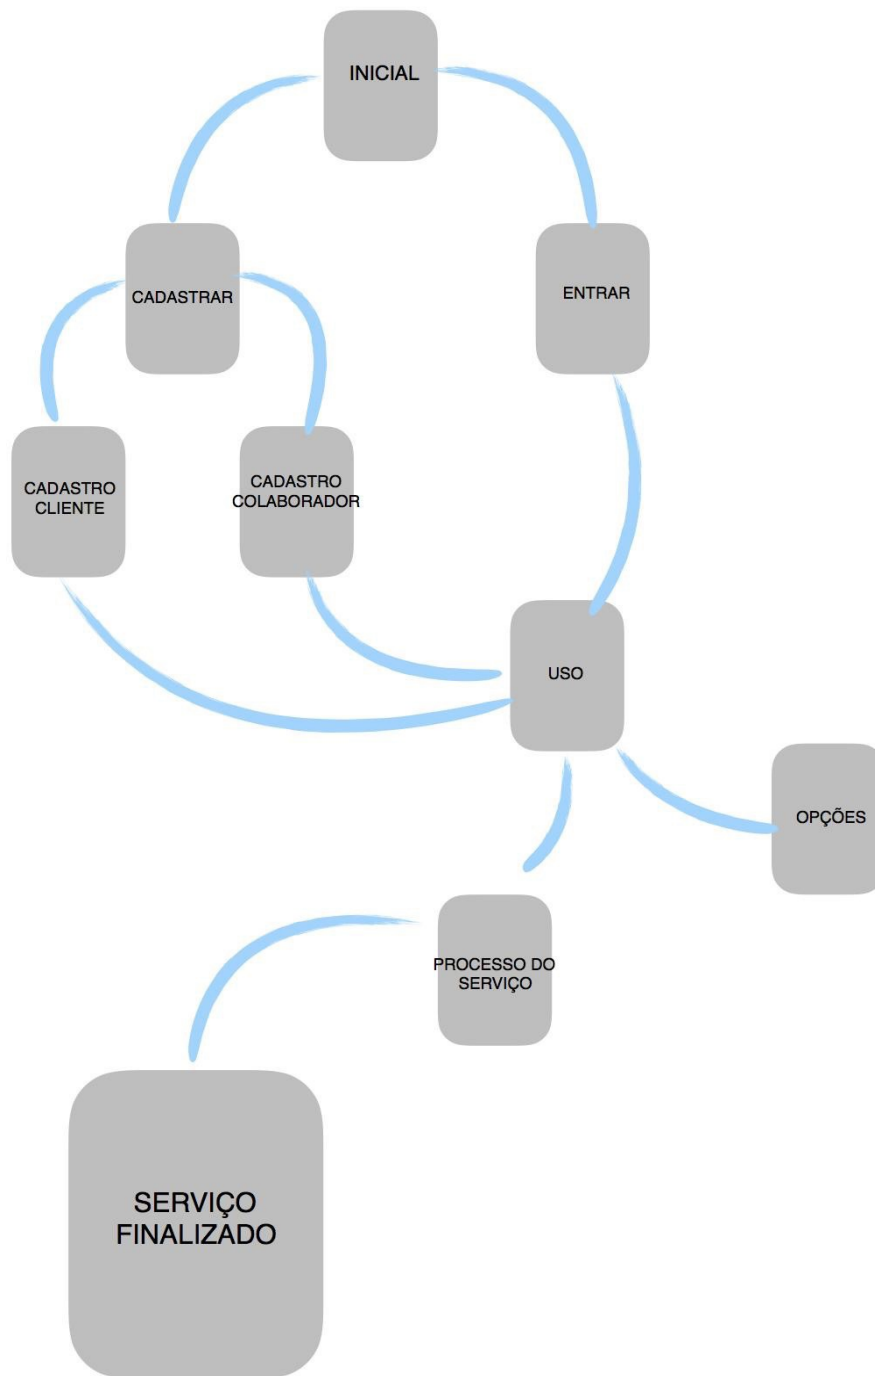 INICIAL
CADASTRAR
ENTRAR
CADASTRO
CLIENTE
CADASTRO
COLABORADOR
USO
OPÇÕES
PROCESSO DO
SERVIÇO
SERVIÇO
FINALIZADO